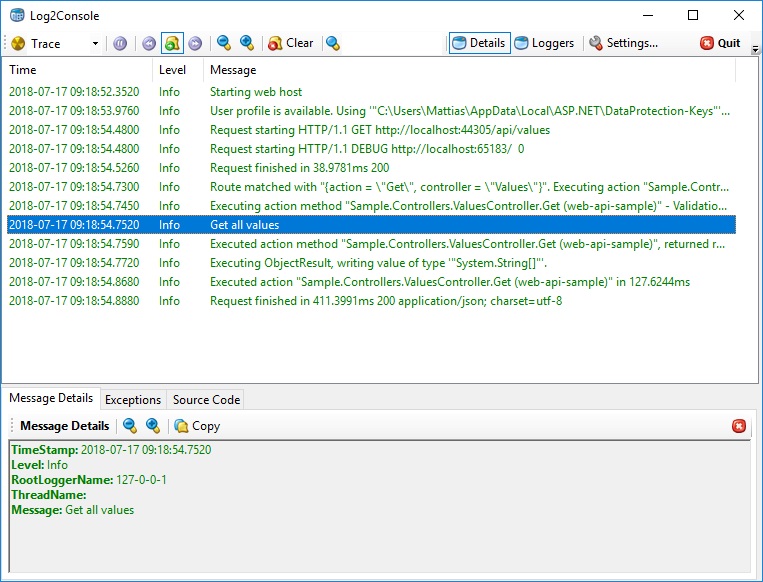 Log2Console
Trace Clear Details Loggers Settings... Quit
Time Level Message
2018-07-17 09:18:52.3520 Info Starting web host
2018-07-17 09:18:53.9760 Info User profile is available. Using '"C:\Users\Mattias\AppData\Local\ASP.NET\DataProtection-Keys"'...
2018-07-17 09:18:54.4800 Info Request starting HTTP/1.1 GET http://localhost:44305/api/values
2018-07-17 09:18:54.4800 Info Request starting HTTP/1.1 DEBUG http://localhost:65183/ 0
2018-07-17 09:18:54.5260 Info Request finished in 38.9781ms 200
2018-07-17 09:18:54.7300 Info Route matched with "{action = \"Get\", controller = \"Values\"}". Executing action "Sample.Contr...
2018-07-17 09:18:54.7450 Info Executing action method "Sample.Controllers.ValuesController.Get (web-api-sample)" - Validatio...
2018-07-17 09:18:54.7520 Info Get all values
2018-07-17 09:18:54.7590 Info Executed action method "Sample.Controllers.ValuesController.Get (web-api-sample)", returned r...
2018-07-17 09:18:54.7720 Info Executing ObjectResult, writing value of type '"System.String[]"'.
2018-07-17 09:18:54.8680 Info Executed action "Sample.Controllers.ValuesController.Get (web-api-sample)" in 127.6244ms
2018-07-17 09:18:54.8880 Info Request finished in 411.3991ms 200 application/json; charset=utf-8
Message Details Exceptions Source Code
Message Details Copy
TimeStamp: 2018-07-17 09:18:54.7520
Level: Info
RootLoggerName: 127-0-0-1
ThreadName:
Message: Get all values